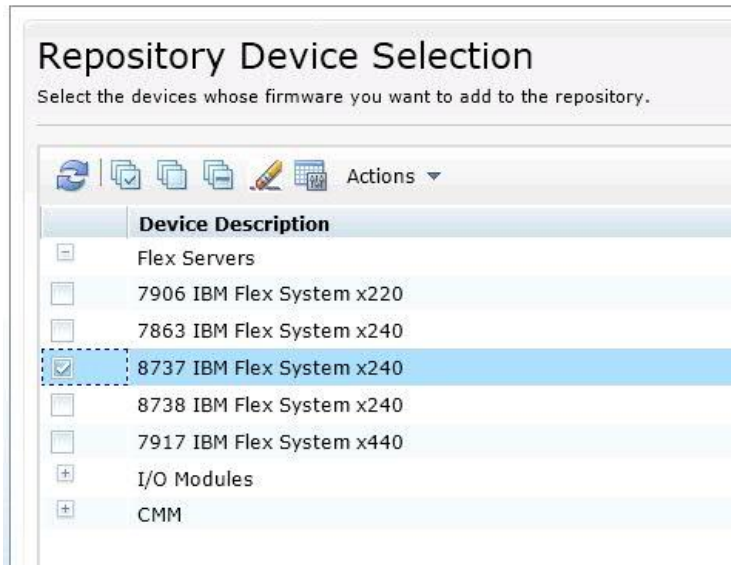 Repository Device Selection
Select the devices whose firmware you want to add to the repository.
Actions
Device Description
Flex Servers
7906 IBM Flex System x220
7863 IBM Flex System x240
8737 IBM Flex System x240
8738 IBM Flex System x240
7917 IBM Flex System x440
I/O Modules
CMM